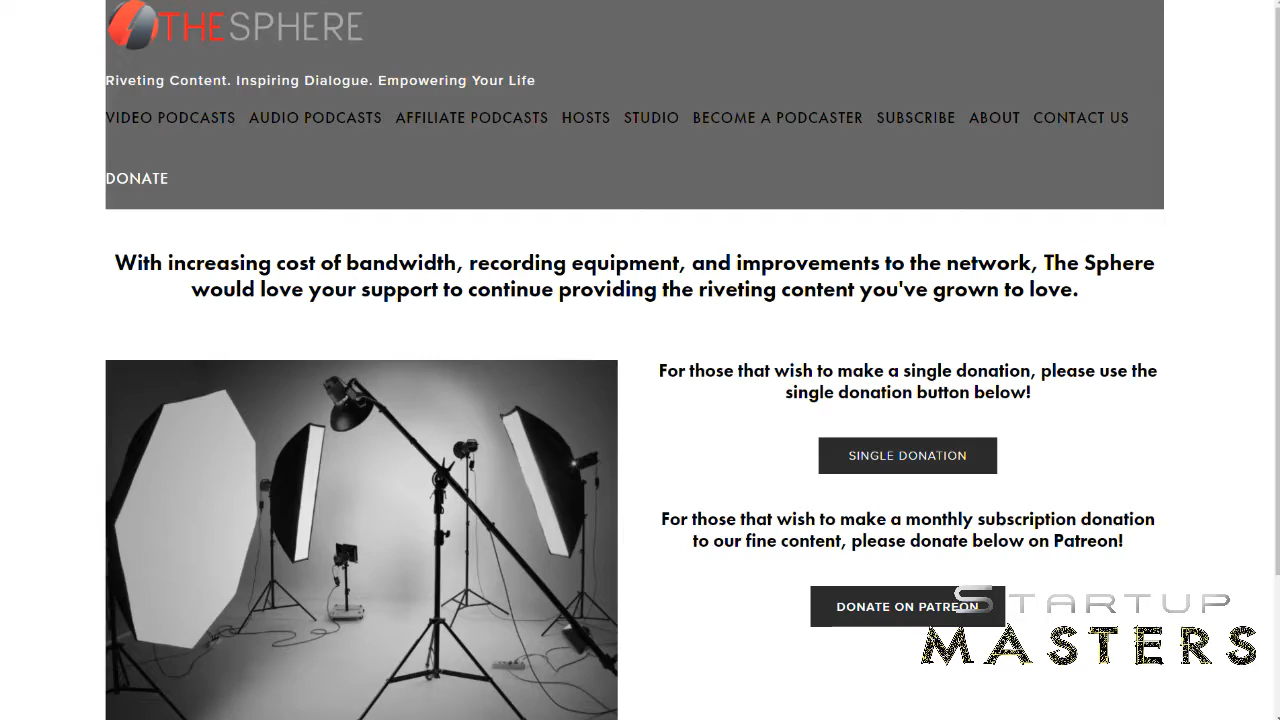 THESPHERE
Riveting Content. Inspiring Dialogue. Empowering Your Life
VIDEO PODCASTS AUDIO PODCASTS AFFILIATE PODCASTS HOSTS STUDIO BECOME A PODCASTER SUBSCRIBE ABOUT CONTACT US
DONATE
With increasing cost of bandwidth, recording equipment, and improvements to the network, The Sphere
would love your support to continue providing the riveting content you've grown to love.
For those that wish to make a single donation, please use the
single donation button below!
SINGLE DONATION
For those that wish to make a monthly subscription donation
to our fine content, please donate below on Patreon!
DONATE ON PATREON
STARTUP
MASTERS